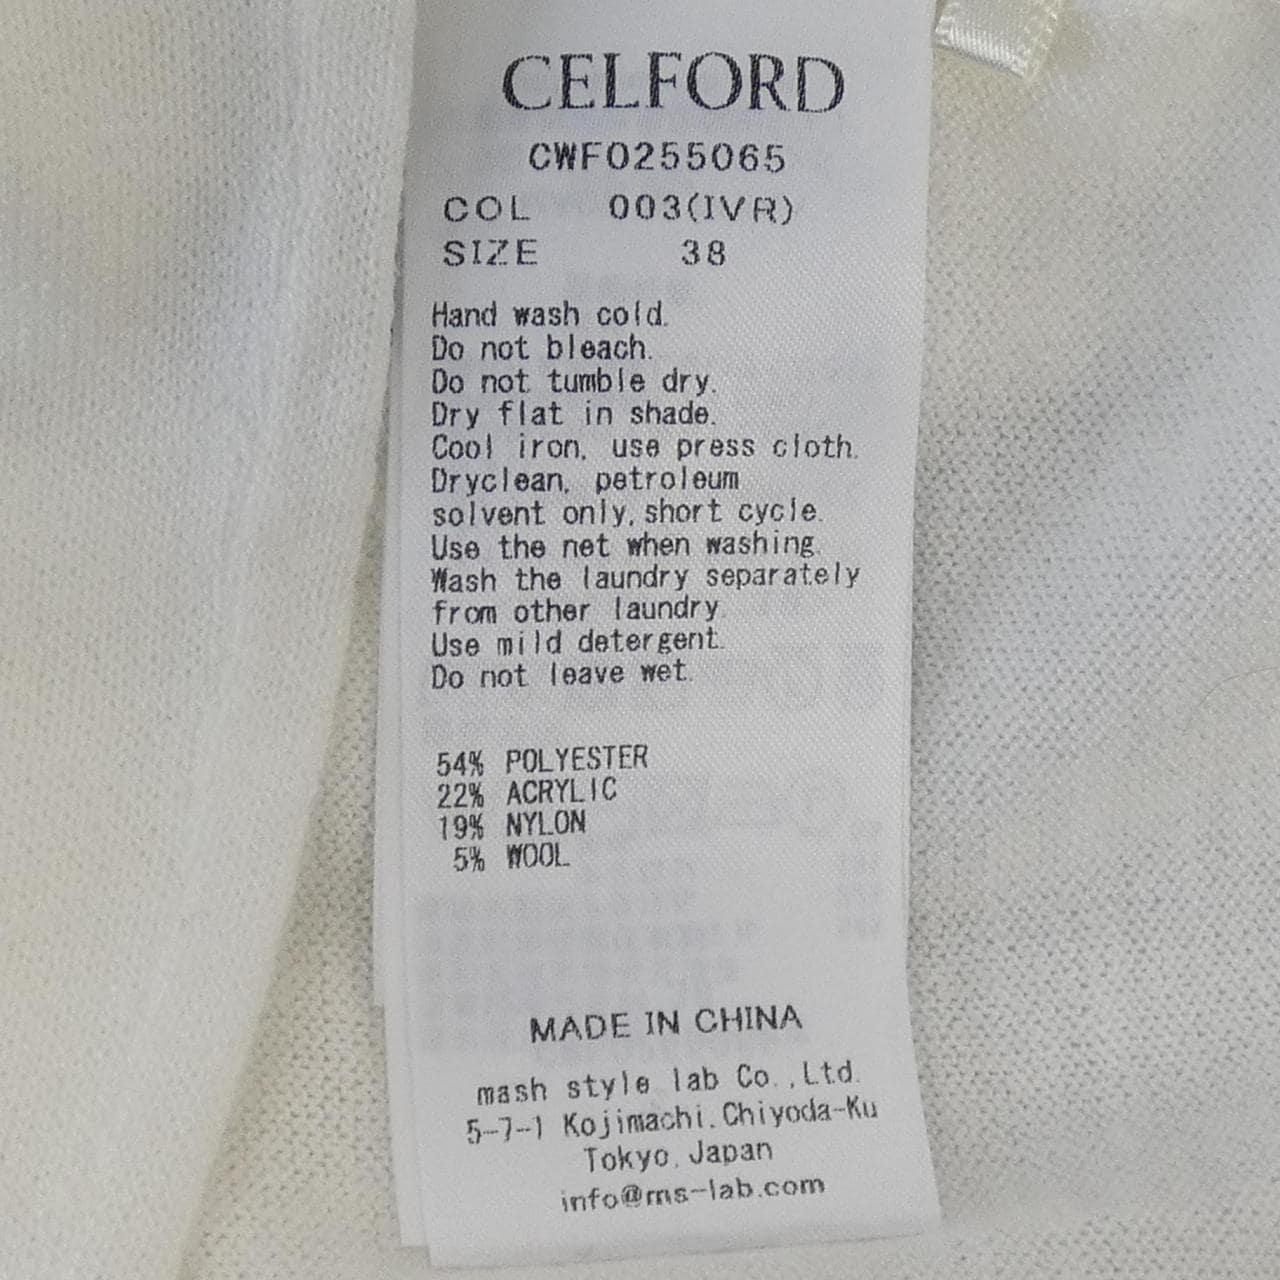 CELFORD
CWF0255065
COL 003(IVR)
SIZE 38
Hand wash cold.
Do not bleach.
Do not tumble dry.
Dry flat in shade.
Cool iron, use press cloth.
Dryclean, petroleum
solvent only, short cycle.
Use the net when washing.
Wash the laundry separately
from other laundry.
Use mild detergent.
Do not leave wet.
54% POLYESTER
22% ACRYLIC
19% NYLON
5% WOOL
MADE IN CHINA
mash style lab Co.,Ltd.
5-7-1 Kojimachi.Chiyoda-Ku
Tokyo, Japan
info@ms-lab.com